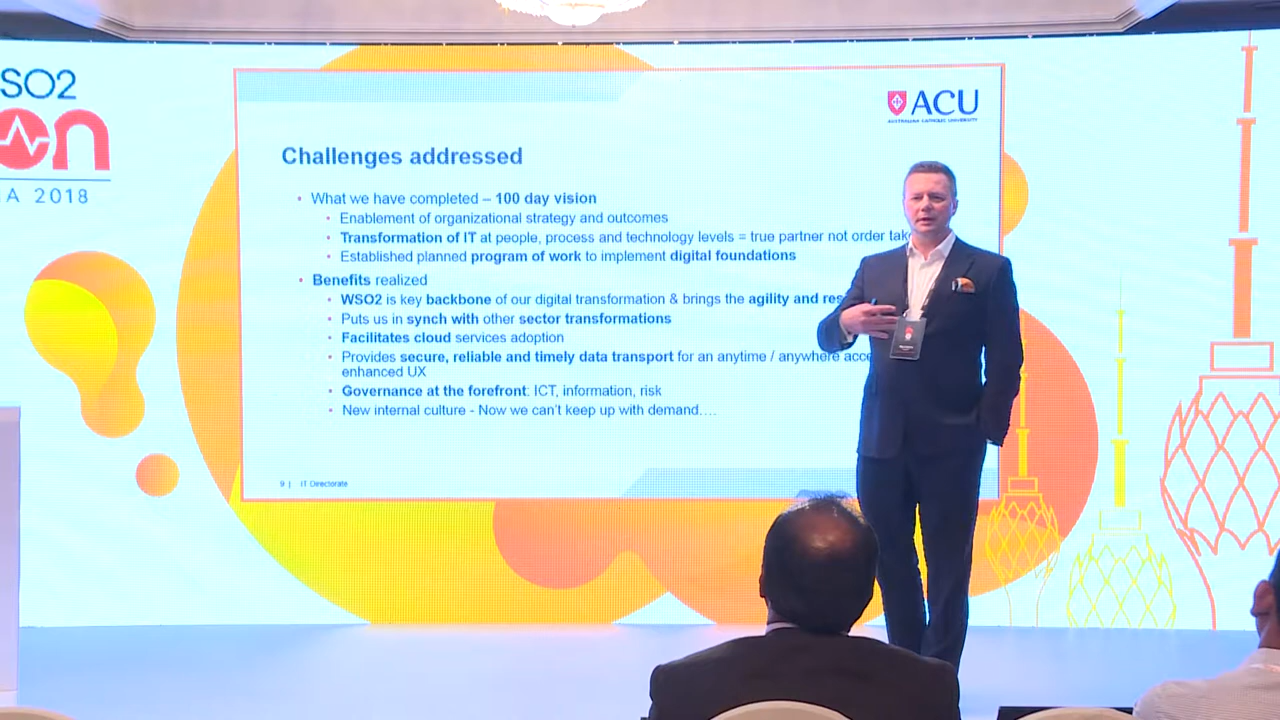 SO2
on
A 2018
ACU
AUSTRALIAN CATHOLIC UNIVERSITY
Challenges addressed
• What we have completed – 100 day vision
• Enablement of organizational strategy and outcomes
• Transformation of IT at people, process and technology levels = true partner not order tak
• Established planned program of work to implement digital foundations
• Benefits realized
• WSO2 is key backbone of our digital transformation & brings the agility and res
• Puts us in synch with other sector transformations
• Facilitates cloud services adoption
• Provides secure, reliable and timely data transport for an anytime / anywhere acce
enhanced UX
• Governance at the forefront: ICT, information, risk
• New internal culture - Now we can't keep up with demand….
9 | IT Directorate